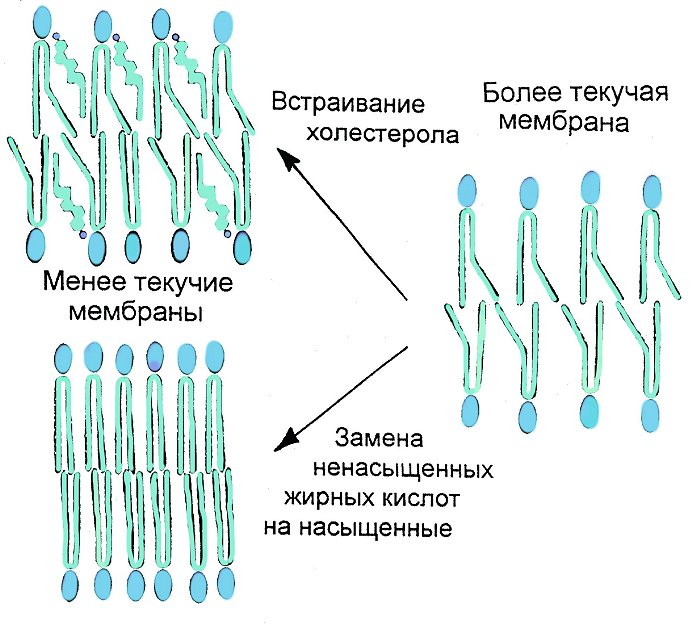 Встраивание
холестерола
Более текучая
мембрана
Менее текучие
мембраны
Замена
ненасыщенных
жирных кислот
на насыщенные